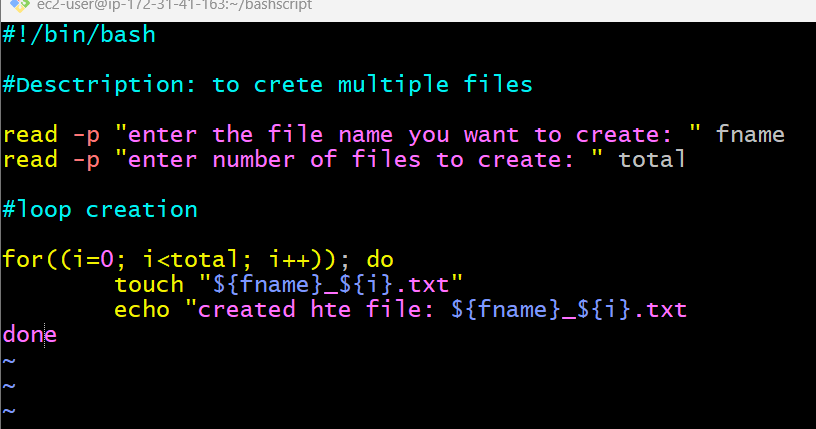 ec2-user@ip-172-31-41-163:~/bashscript
#!/bin/bash
#Desctription: to crete multiple files
read -p "enter the file name you want to create: " fname
read -p "enter number of files to create: " total
#loop creation
for((i=0; i<total; i++)); do
touch "${fname}_${i}.txt"
echo "created hte file: ${fname}_${i}.txt
done
~
~
~